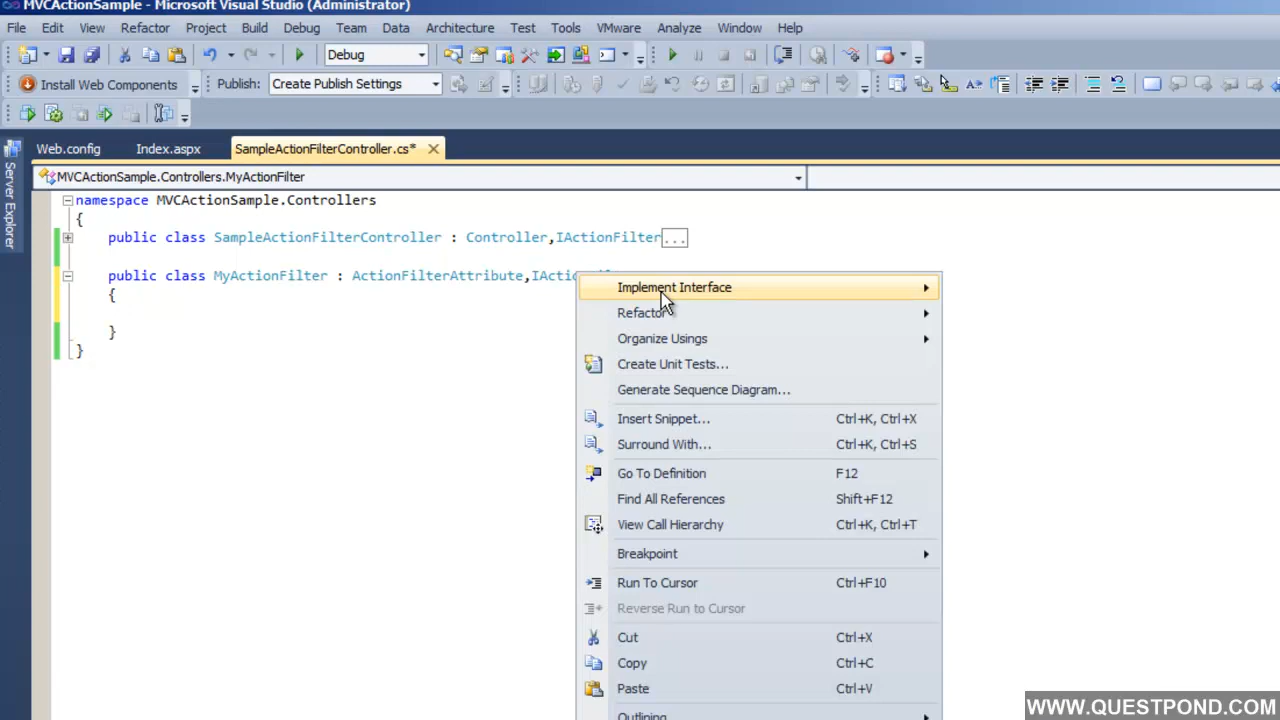 MVCActionSample - Microsoft Visual Studio (Administrator)
File Edit View Refactor Project Build Debug Team Data Architecture Test Tools VMware Analyze Window Help
Debug
Install Web Components Publish: Create Publish Settings
Web.config Index.aspx SampleActionFilterController.cs*
Server Explorer
MVCActionSample.Controllers.MyActionFilter
namespace MVCActionSample.Controllers
{
public class SampleActionFilterController : Controller,IActionFilter...
public class MyActionFilter : ActionFilterAttribute,
{
}
}
Implement Interface
Refactor
Organize Usings
Create Unit Tests...
Generate Sequence Diagram...
Insert Snippet... Ctrl+K, Ctrl+X
Surround With... Ctrl+K, Ctrl+S
Go To Definition F12
Find All References Shift+F12
View Call Hierarchy Ctrl+K, Ctrl+T
Breakpoint
Run To Cursor Ctrl+F10
Reverse Run to Cursor
Cut Ctrl+X
Copy Ctrl+C
Paste Ctrl+V
Outlining
WWW.QUESTPOND.COM